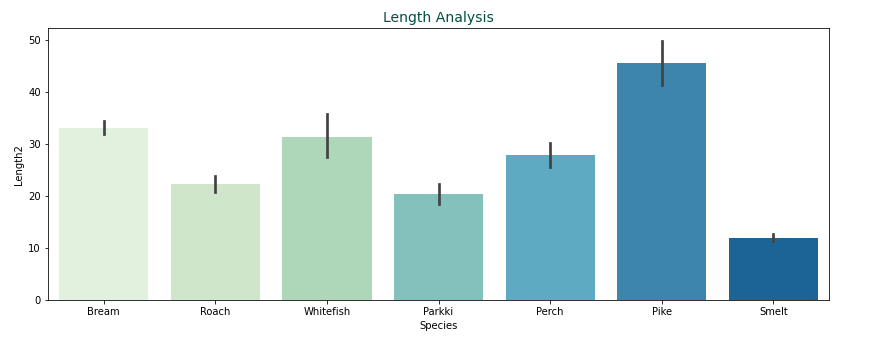 Length Analysis
50
40
30
20
10
0
Length2
Bream Roach Whitefish Parkki Perch Pike Smelt
Species